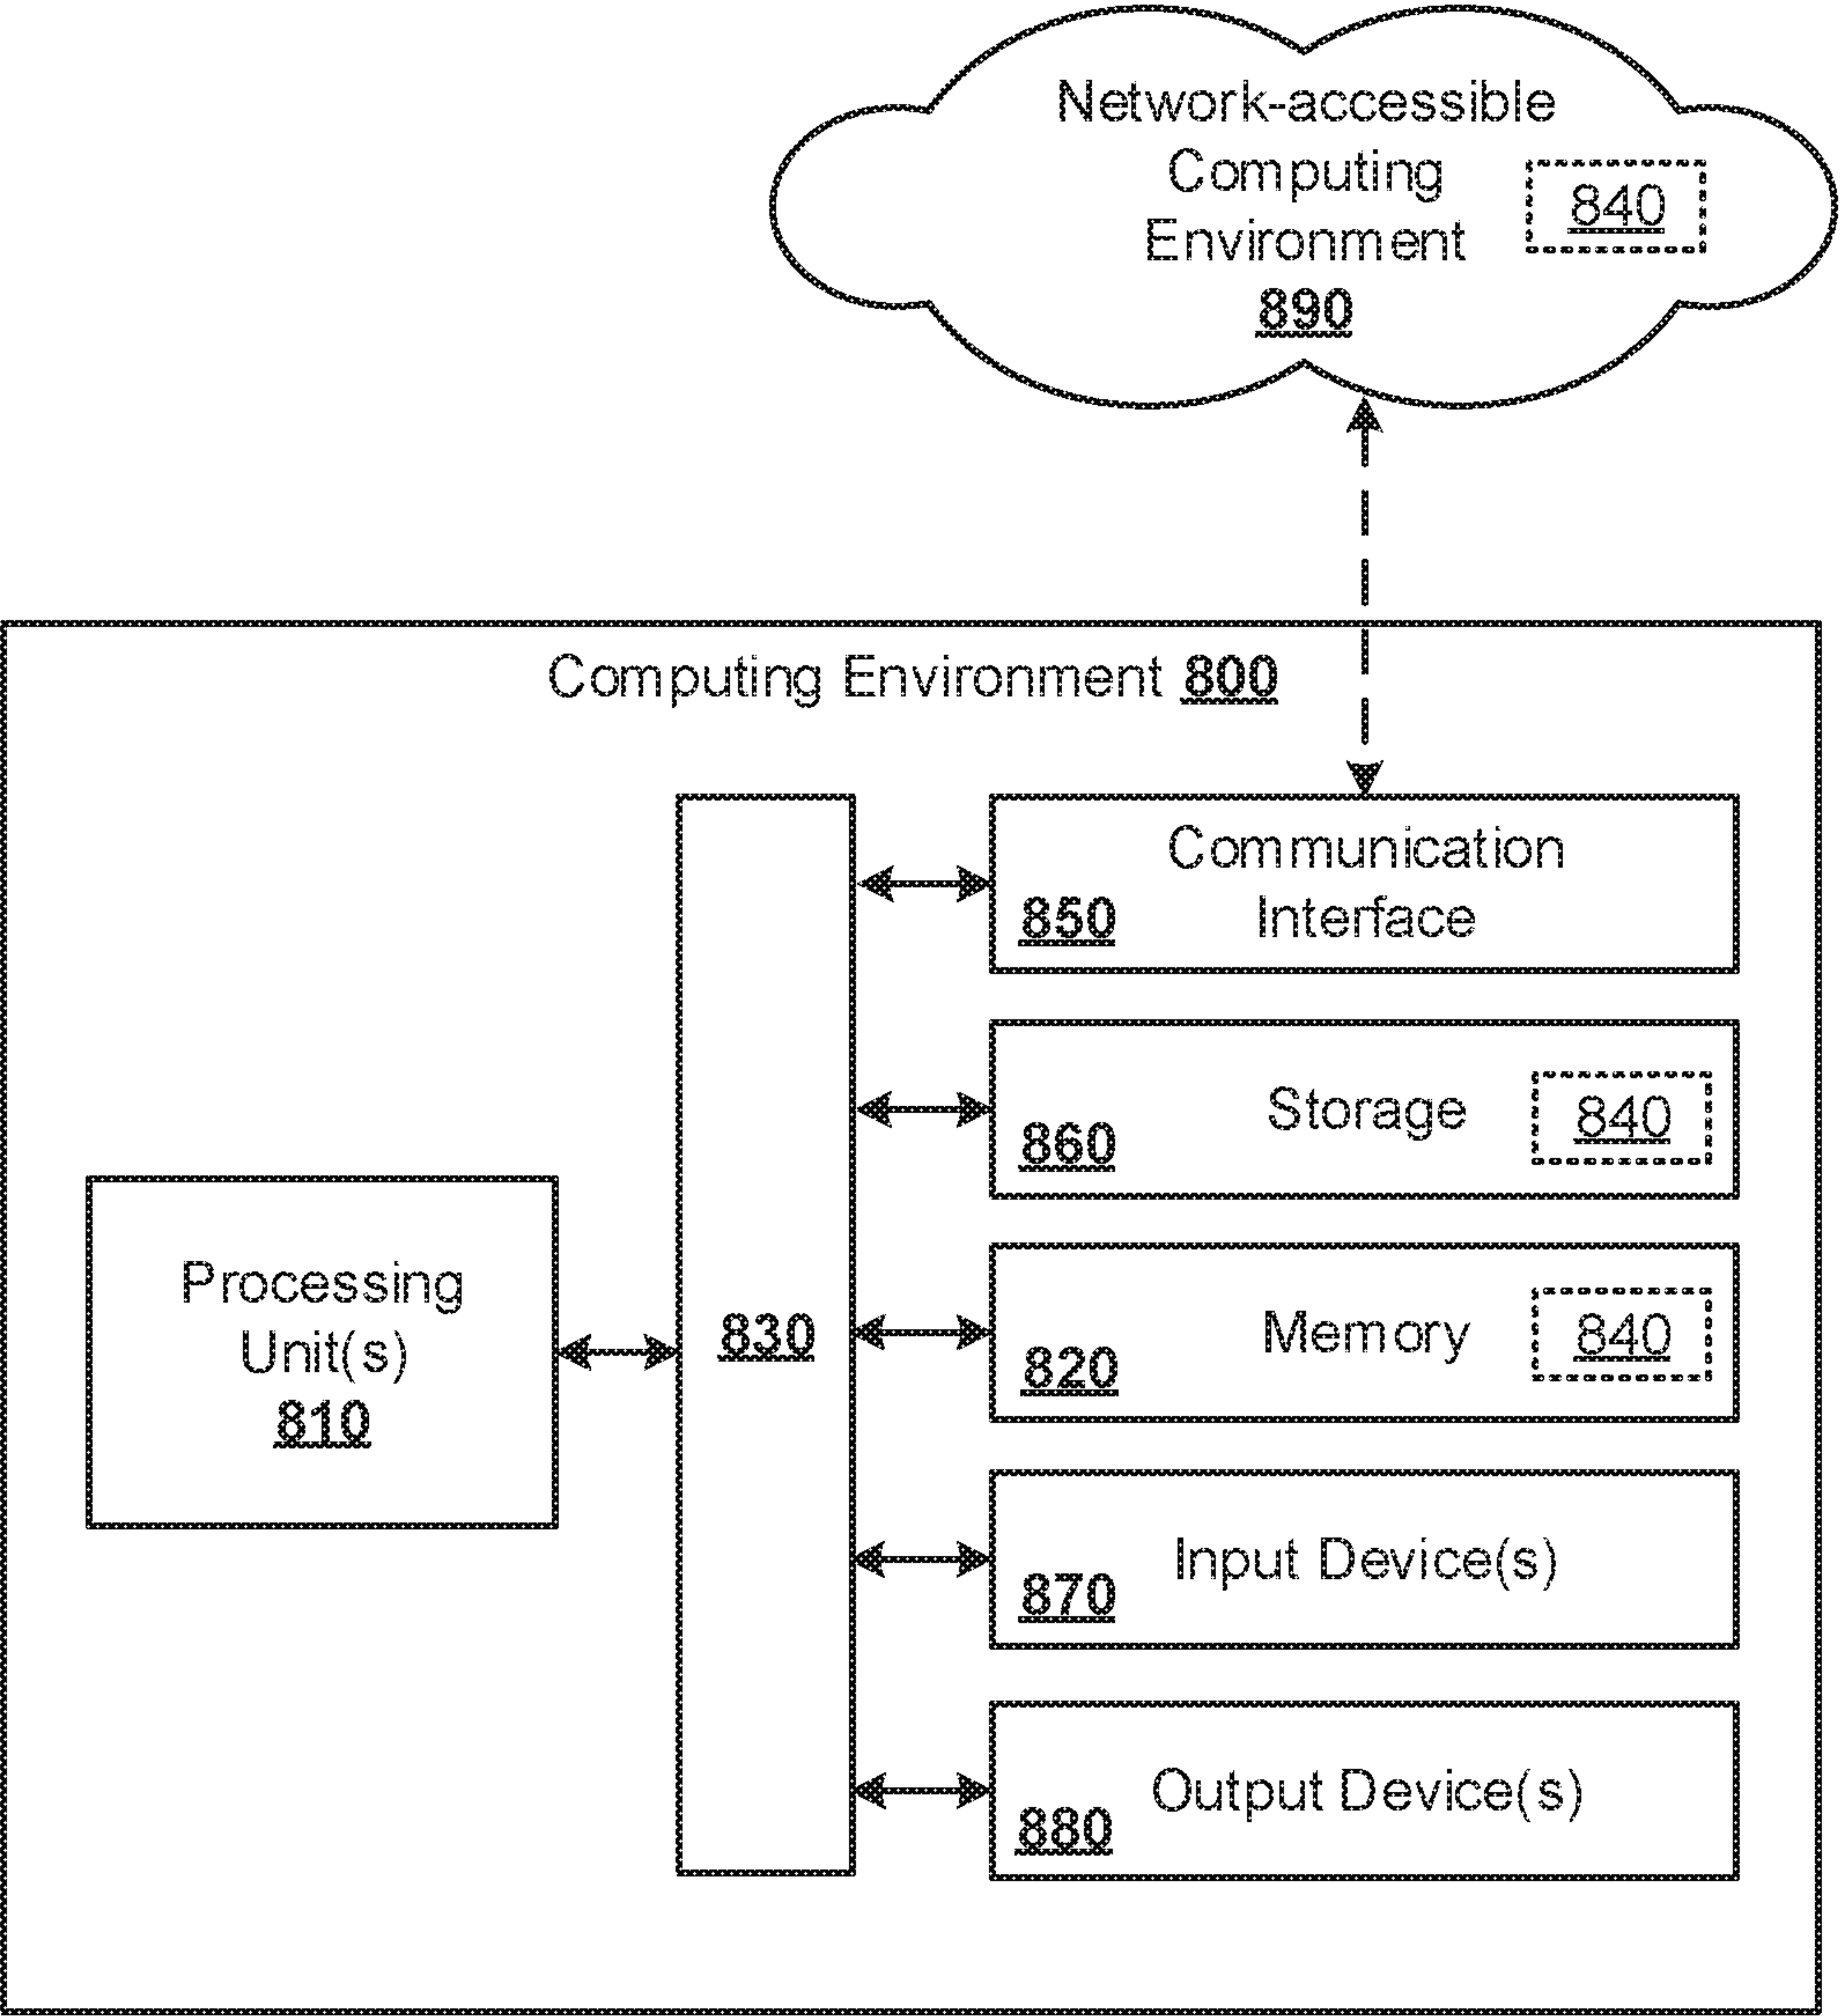 Network-accessible
Computing
840
Environment
890
Computing Environment 800
Communication
850 Interface
Storage 840
860
Processing
Unit(s)
810
830
Memory 840
820
Input Device(s)
870
Output Device(s)
880